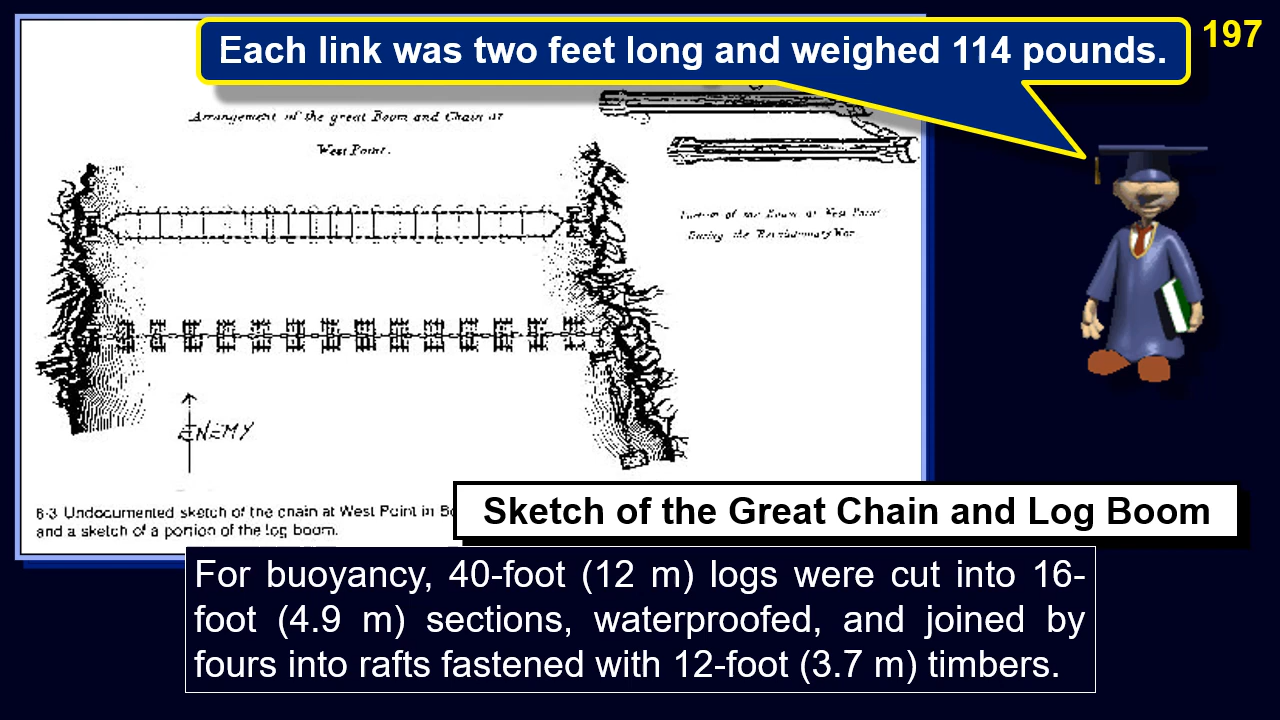 Each link was two feet long and weighed 114 pounds.
197
Arrangement of the great Boom and Chain at
West Point.
of the Boom at West Point
During the Revolutionary War.
ENEMY
6-3 Undocumented sketch of the chain at West Point in
and a sketch of a portion of the log boom.
Sketch of the Great Chain and Log Boom
For buoyancy, 40-foot (12 m) logs were cut into 16-
foot (4.9 m) sections, waterproofed, and joined by
fours into rafts fastened with 12-foot (3.7 m) timbers.